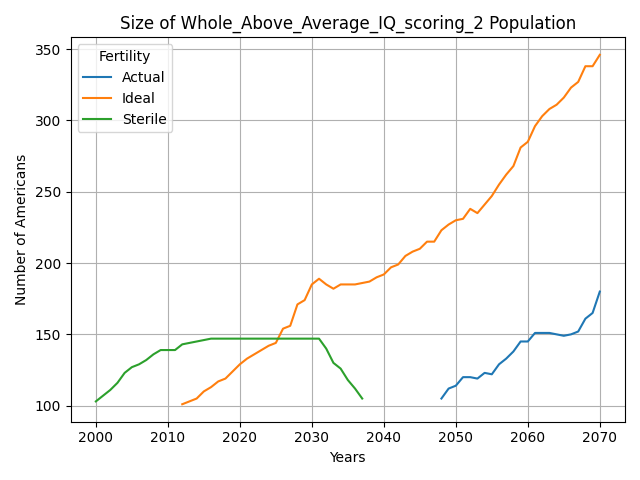 Size of Whole_Above_Average_IQ_scoring_2 Population
Fertility
Actual
Ideal
Sterile
350
300
250
200
150
100
Number of Americans
2000 2010 2020 2030 2040 2050 2060 2070
Years